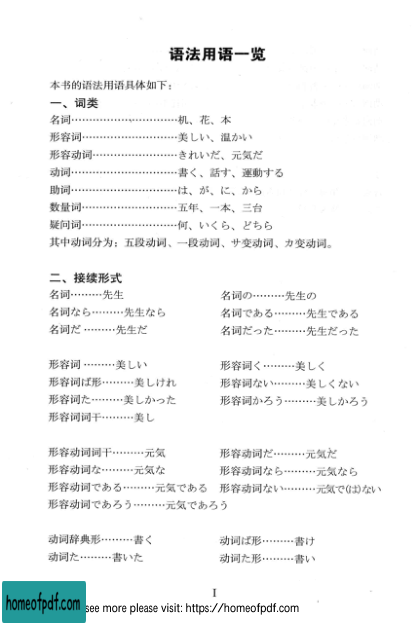 语法用语一览
本书的语法用语具体如下：
一、词类
名词…………………………机、花、本
形容词………………………美しい、温かい
形容动词……………………きれいだ、元気だ
动词…………………………書く、話す、運動する
助词…………………………は、が、に、から
数量词………………………五年、一本、三台
疑问词………………………何、いくら、どちら
其中动词分为：五段动词、一段动词、サ变动词、カ变动词。
二、接续形式
名词………先生 名词の………先生の
名词なら………先生なら 名词である………先生である
名词だ………先生だ 名词だった………先生だった
形容词………美しい 形容词く………美しく
形容词ば形………美しけれ 形容词ない………美しくない
形容词た………美しかった 形容词かろう………美しかろう
形容词词干………美し
形容动词词干………元気 形容动词だ………元気だ
形容动词な………元気な 形容动词なら………元気なら
形容动词である………元気である 形容动词ない………元気で(は)ない
形容动词であろう………元気であろう
动词辞典形………書く 动词ば形………書け
动词た………書いた 动词た形………書い
I
homeofpdf.com
see more please visit: https://homeofpdf.com